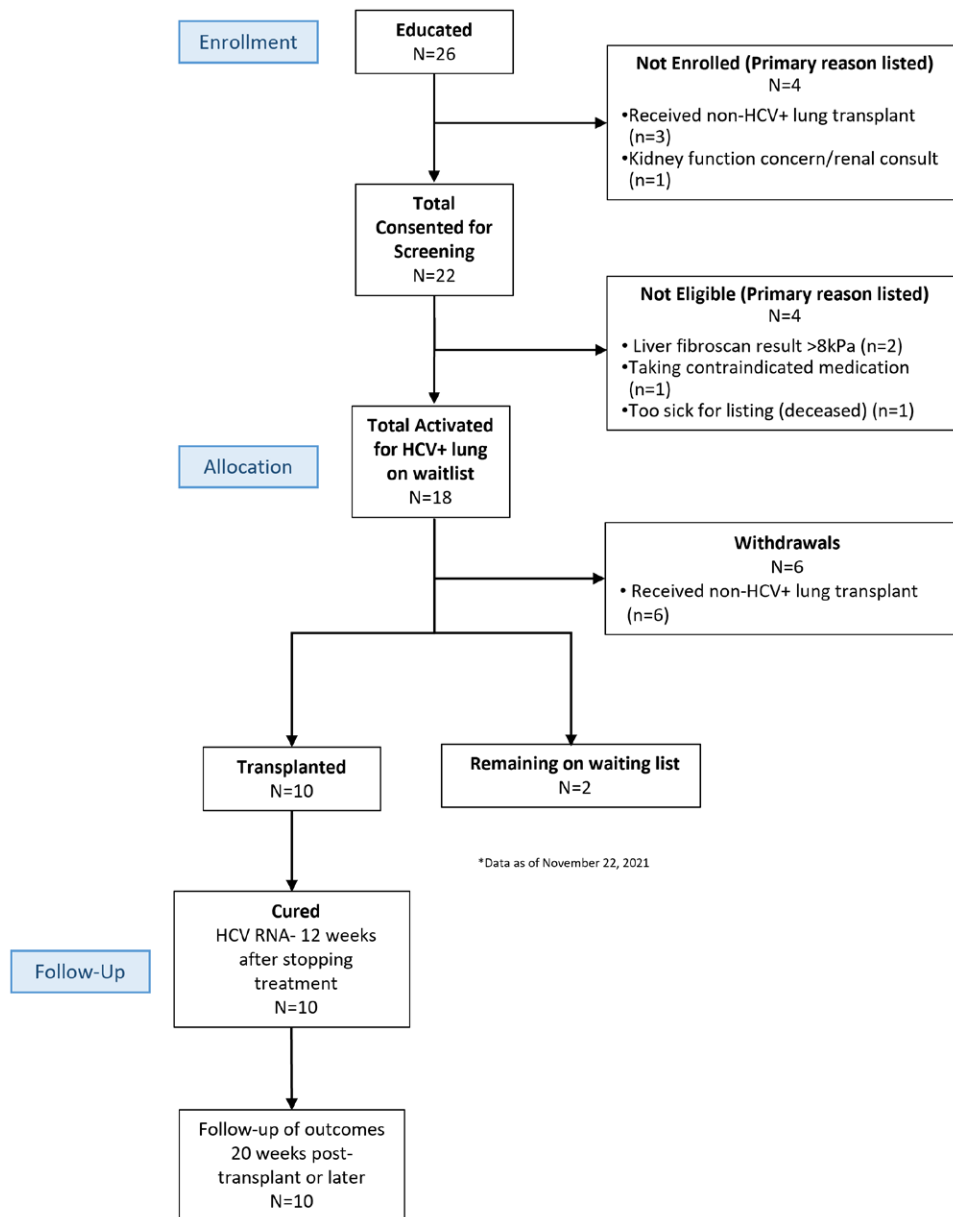 Enrollment
Educated
N=26
Not Enrolled (Primary reason listed)
N=4
•Received non-HCV+ lung transplant
(n=3)
•Kidney function concern/renal consult
(n=1)
Total
Consented for
Screening
N=22
Not Eligible (Primary reason listed)
N=4
• Liver fibroscan result >8kPa (n=2)
•Taking contraindicated medication
(n=1)
•Too sick for listing (deceased) (n=1)
Allocation
Total Activated
for HCV+ lung
on waitlist
N=18
Withdrawals
N=6
• Received non-HCV+ lung transplant
(n=6)
Transplanted
N=10
Remaining on waiting list
N=2
*Data as of November 22, 2021
Follow-Up
Cured
HCV RNA- 12 weeks
after stopping
treatment
N=10
Follow-up of outcomes
20 weeks post-
transplant or later
N=10